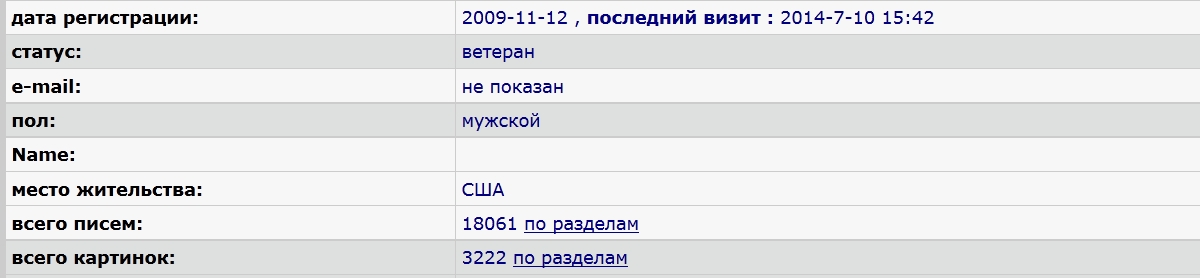 дата регистрации: 2009-11-12 , последний визит : 2014-7-10 15:42
статус: ветеран
e-mail: не показан
пол: мужской
Name:
место жительства: США
всего писем: 18061 по разделам
всего картинок: 3222 по разделам